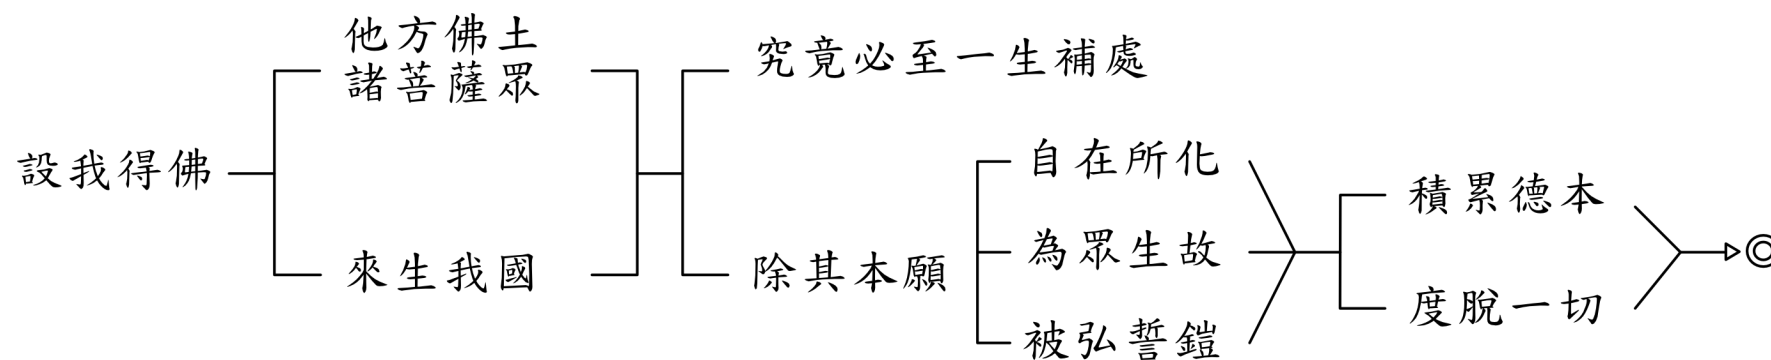 設我得佛
他方佛土
諸菩薩眾
來生我國
究竟必至一生補處
除其本願
自在所化
為眾生故
被弘誓鎧
積累德本
度脫一切